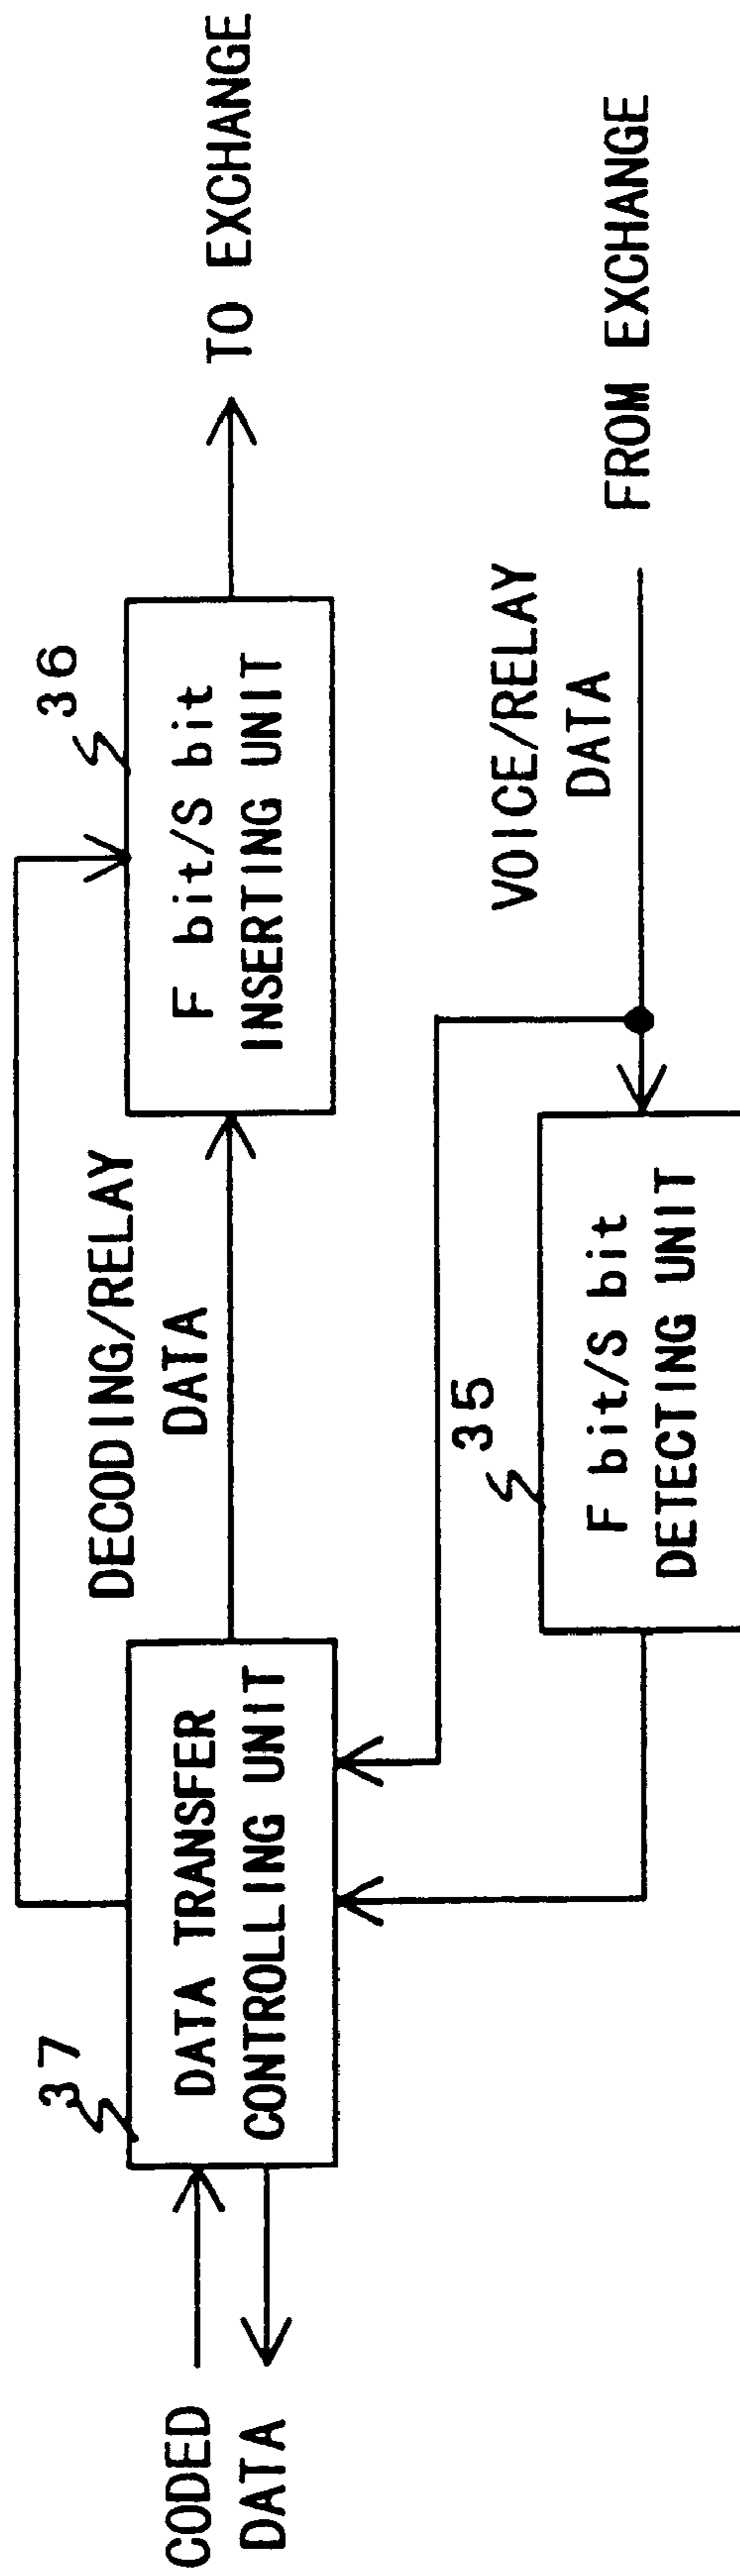 37
DATA TRANSFER
CONTROLLING UNIT
CODED
DATA
DECODING/RELAY
DATA
36
F bit/S bit
INSERTING UNIT
TO EXCHANGE
35
F bit/S bit
DETECTING UNIT
VOICE/RELAY
DATA
FROM EXCHANGE